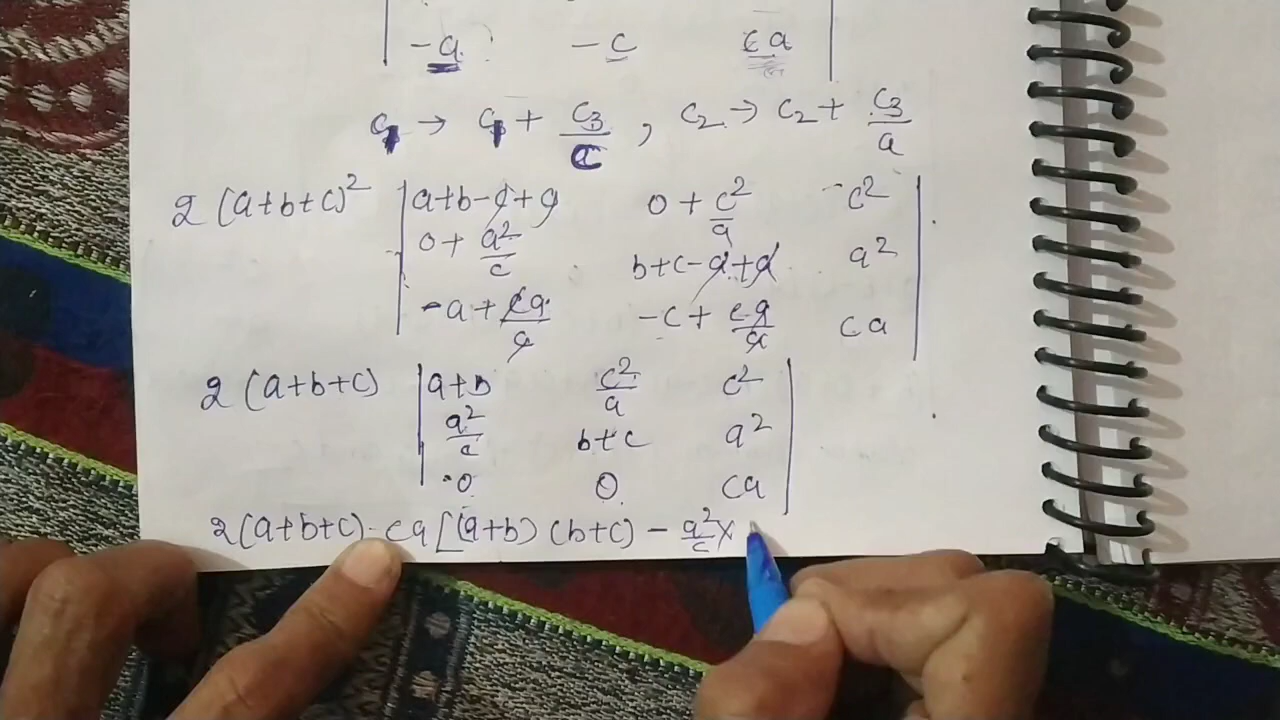 -a -c ca
c₁ → c₁ + c₃/c , c₂ → c₂ + c₃/a
2 (a+b+c)² | a+b-c+c 0 + c²/a c² |
| 0 + a²/c b+c-a+a a² |
| -a + ca/c -c + ca/a ca |
2 (a+b+c) | a+b c²/a c² |
| a²/c b+c a² |
| 0 0 ca |
2(a+b+c) · ca [(a+b) (b+c) - a²/c x